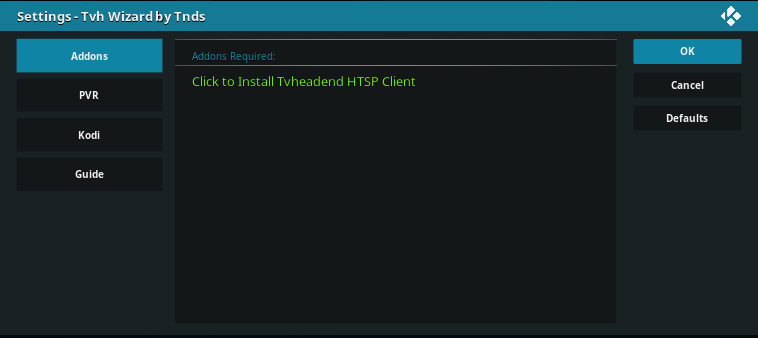 Settings - Tvh Wizard by Tnds
Addons
PVR
Kodi
Guide
Addons Required:
Click to Install Tvheadend HTSP Client
OK
Cancel
Defaults